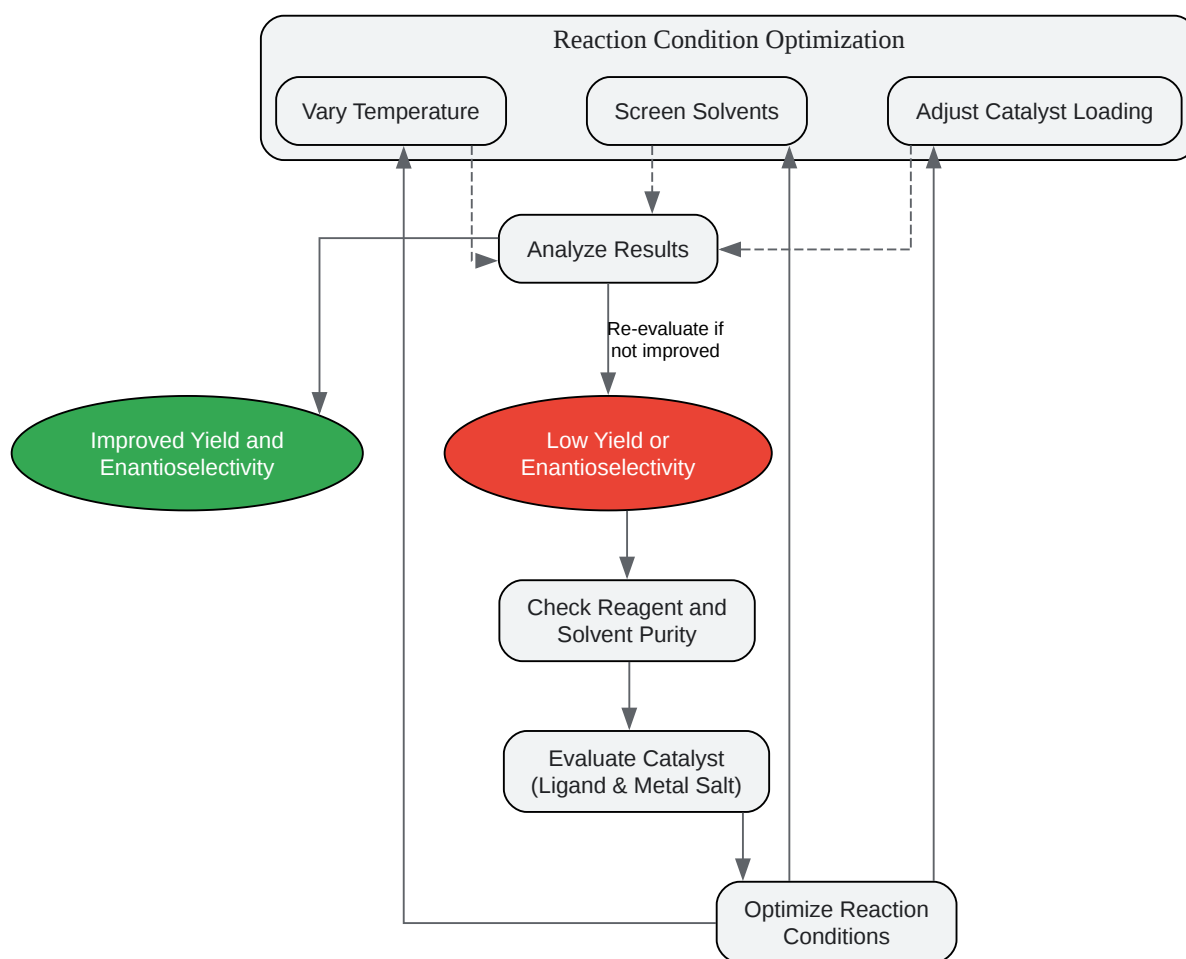 Reaction Condition Optimization
Vary Temperature
Screen Solvents
Adjust Catalyst Loading
Analyze Results
Re-evaluate if
not improved
Improved Yield and
Enantioselectivity
Low Yield or
Enantioselectivity
Check Reagent and
Solvent Purity
Evaluate Catalyst
(Ligand & Metal Salt)
Optimize Reaction
Conditions